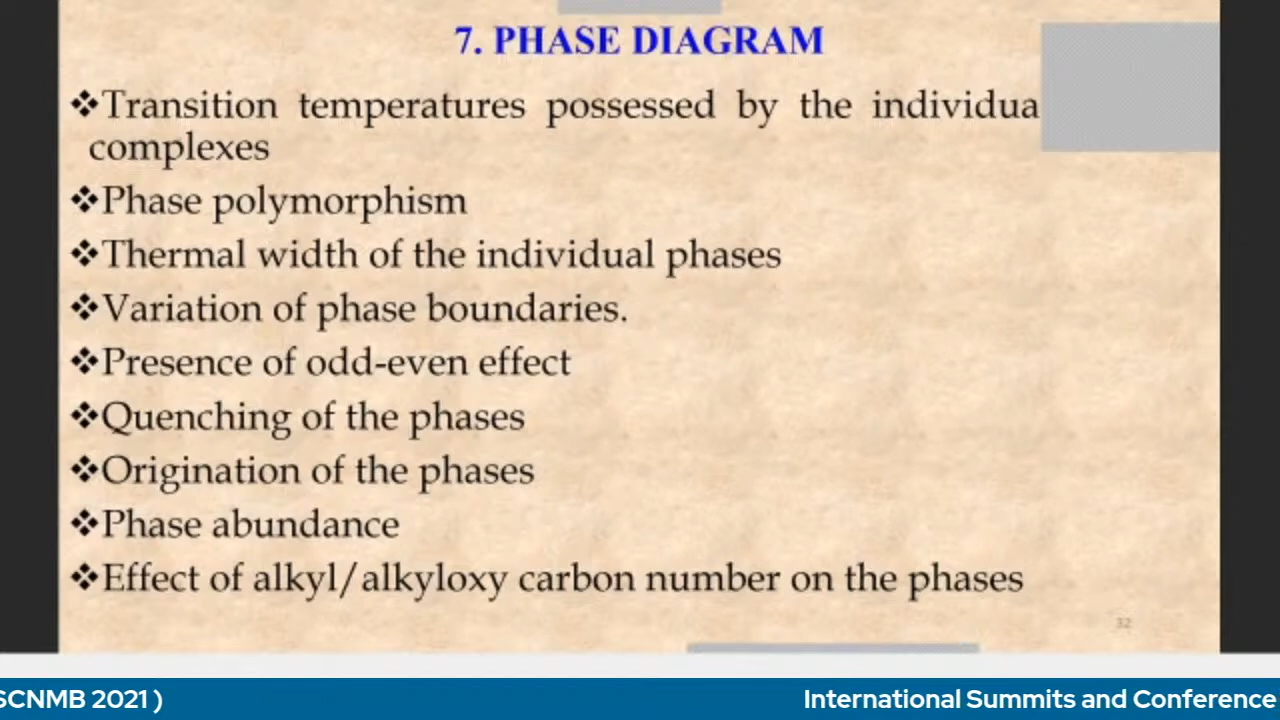 7. PHASE DIAGRAM
❖Transition temperatures possessed by the individua
complexes
❖Phase polymorphism
❖Thermal width of the individual phases
❖Variation of phase boundaries.
❖Presence of odd-even effect
❖Quenching of the phases
❖Origination of the phases
❖Phase abundance
❖Effect of alkyl/alkyloxy carbon number on the phases
32
SCNMB 2021 )
International Summits and Conference